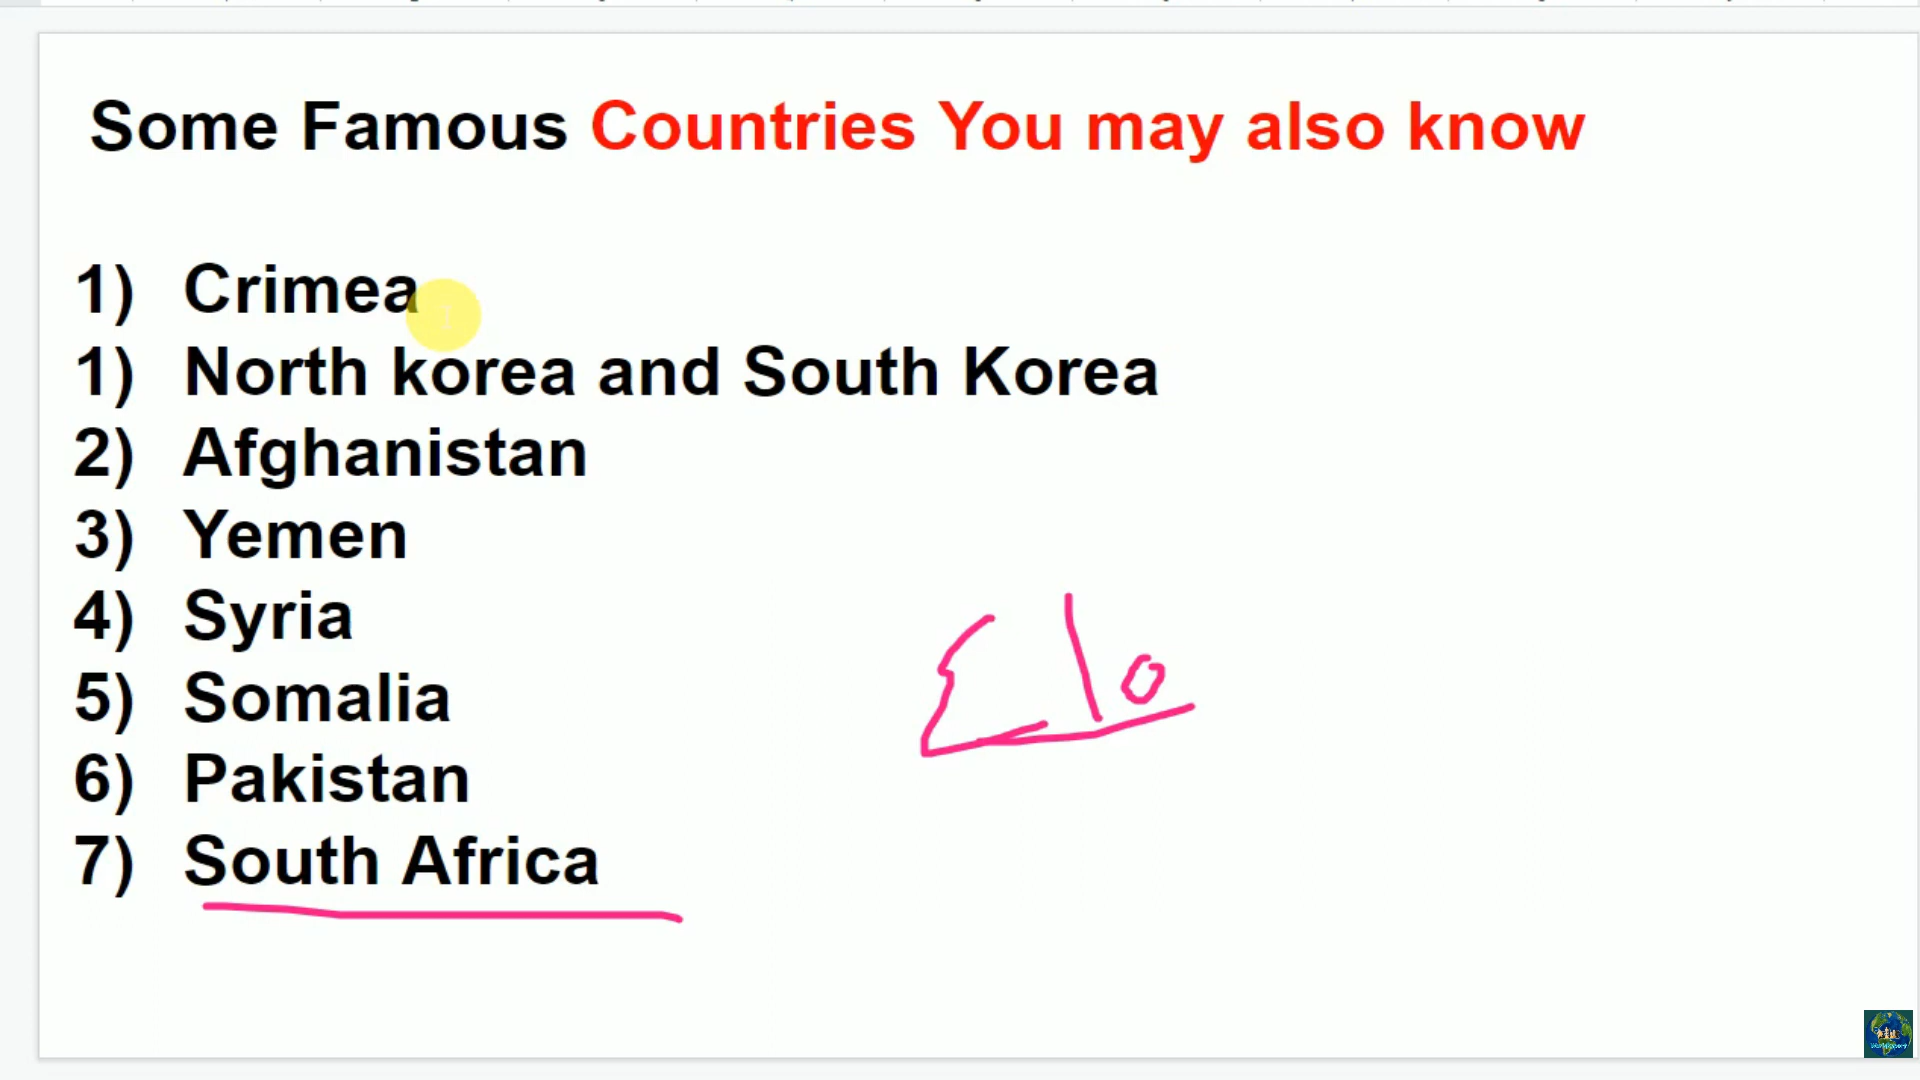 Some Famous Countries You may also know
1) Crimea
1) North korea and South Korea
2) Afghanistan
3) Yemen
4) Syria
5) Somalia
6) Pakistan
7) South Africa